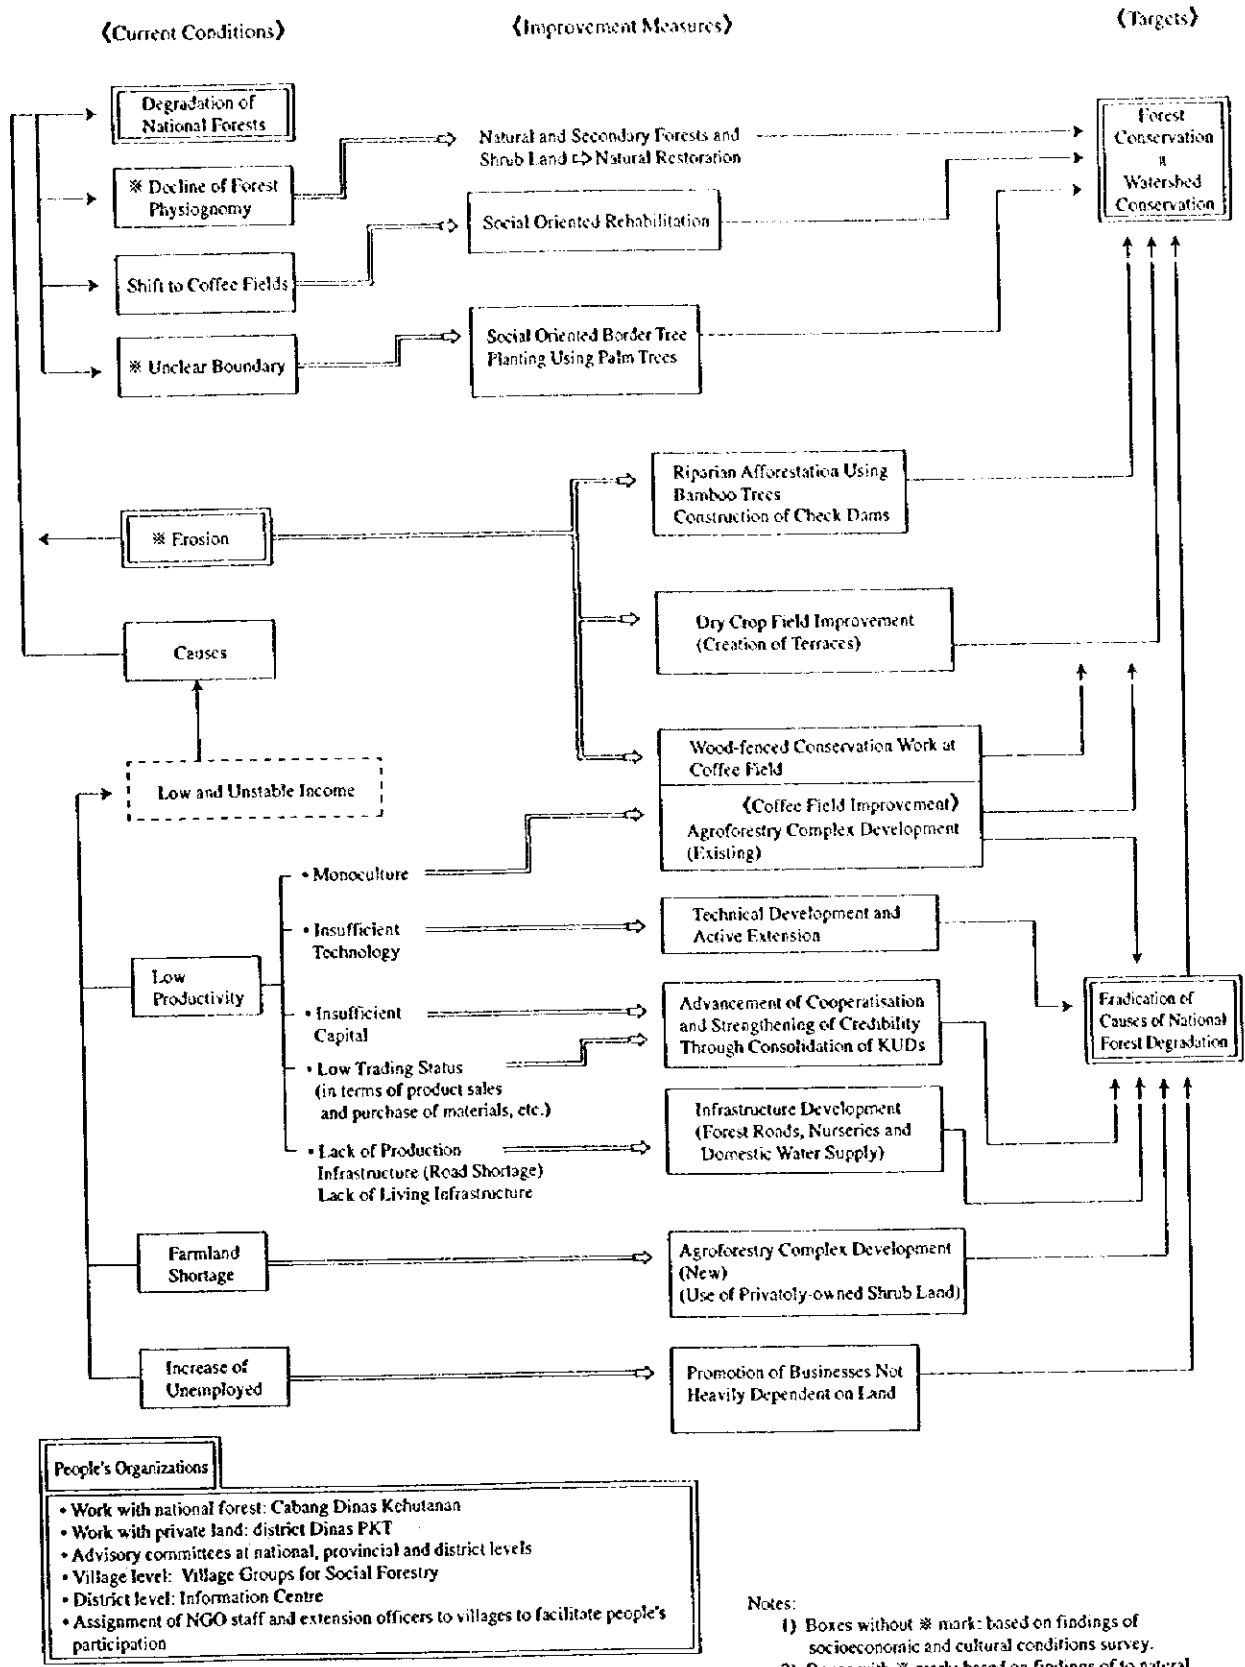 《Current Conditions》
《Improvement Measures》
《Targets》
Degradation of
National Forests
※ Decline of Forest
Physiognomy
Shift to Coffee Fields
※ Unclear Boundary
Natural and Secondary Forests and
Shrub Land ⇨ Natural Restoration
Social Oriented Rehabilitation
Social Oriented Border Tree
Planting Using Palm Trees
Forest
Conservation
Watershed
Conservation
※ Erosion
Riparian Afforestation Using
Bamboo Trees
Construction of Check Dams
Causes
Dry Crop Field Improvement
(Creation of Terraces)
Low and Unstable Income
Wood-fenced Conservation Work at
Coffee Field
《Coffee Field Improvement》
Agroforestry Complex Development
(Existing)
Low
Productivity
• Monoculture
• Insufficient
Technology
• Insufficient
Capital
• Low Trading Status
(in terms of product sales
and purchase of materials, etc.)
• Lack of Production
Infrastructure (Road Shortage)
Lack of Living Infrastructure
Technical Development and
Active Extension
Advancement of Cooperatisation
and Strengthening of Credibility
Through Consolidation of KUDs
Infrastructure Development
(Forest Roads, Nurseries and
Domestic Water Supply)
Eradication of
Causes of National
Forest Degradation
Farmland
Shortage
Agroforestry Complex Development
(New)
(Use of Privatoly-owned Shrub Land)
Increase of
Unemployed
Promotion of Businesses Not
Heavily Dependent on Land
People's Organizations
• Work with national forest: Cabang Dinas Kehutanan
• Work with private land: district Dinas PKT
• Advisory committees at national, provincial and district levels
• Village level: Village Groups for Social Forestry
• District level: Information Centre
• Assignment of NGO staff and extension officers to villages to facilitate people's
participation
Notes:
1) Boxes without ※ mark: based on findings of
socioeconomic and cultural conditions survey.
2) Boxes with ※ mark: based on findings of to natural